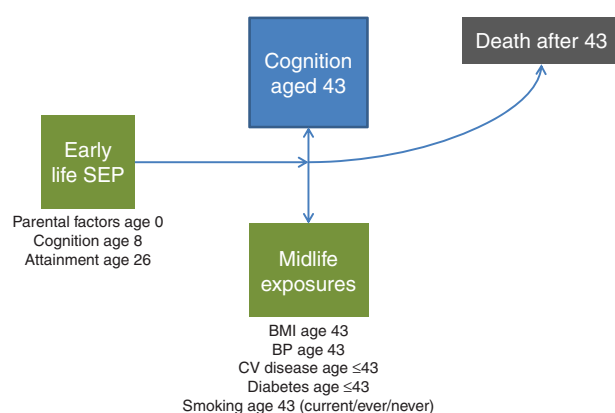 Death after 43
Cognition
aged 43
Early
life SEP
Parental factors age 0
Cognition age 8
Attainment age 26
Midlife
exposures
BMI age 43
BP age 43
CV disease age ≤43
Diabetes age ≤43
Smoking age 43 (current/ever/never)